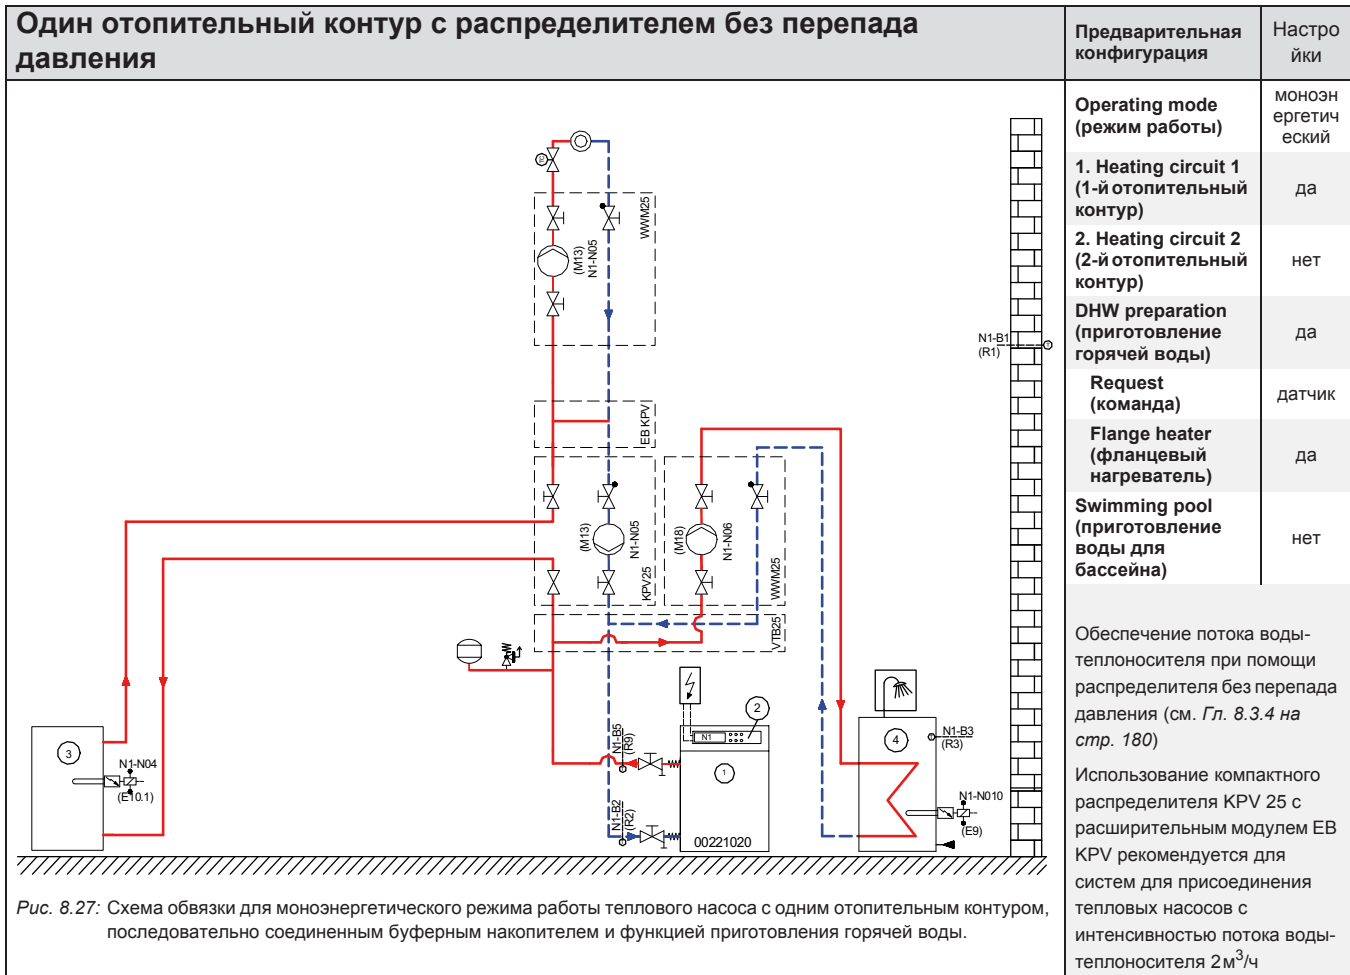 Один отопительный контур с распределителем без перепада
давления
Предварительная
конфигурация
Настро
йки
Operating mode
(режим работы)
моноэн
ергетич
еский
1. Heating circuit 1
(1-й отопительный
контур)
да
2. Heating circuit 2
(2-й отопительный
контур)
нет
DHW preparation
(приготовление
горячей воды)
да
Request
(команда)
датчик
Flange heater
(фланцевый
нагреватель)
да
Swimming pool
(приготовление
воды для
бассейна)
нет
Обеспечение потока воды-
теплоносителя при помощи
распределителя без перепада
давления (см. Гл. 8.3.4 на
стр. 180)
Использование компактного
распределителя KPV 25 с
расширительным модулем EB
KPV рекомендуется для
систем для присоединения
тепловых насосов с
интенсивностью потока воды-
теплоносителя 2м³/ч
WWM25
(M13)
N1-N05
N1-B1
(R1)
T
EB KPV
(M13)
N1-N05
KPV25
(M18)
N1-N06
WWM25
VTB25
3
N1-N04
(E10.1)
N1-B5
(R9)
N1-B2
(R2)
2
N1
1
00221020
4
N1-B3
(R3)
N1-N010
(E9)
Рис. 8.27: Схема обвязки для моноэнергетического режима работы теплового насоса с одним отопительным контуром,
последовательно соединенным буферным накопителем и функцией приготовления горячей воды.